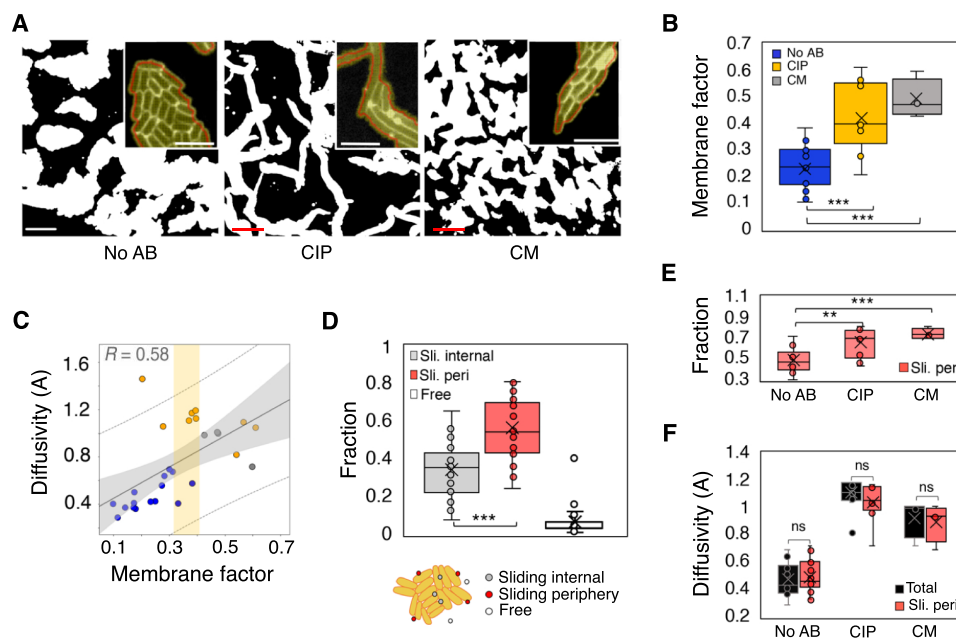 A
No AB
CIP
CM
B
Membrane factor
0.7
0.6
0.5
0.4
0.3
0.2
0.1
0
No AB
CIP
CM
***
***
C
Diffusivity (A)
1.6
1.2
0.8
0.4
R = 0.58
0.1
0.3
0.5
0.7
Membrane factor
D
Fraction
1
0.8
0.6
0.4
0.2
0
Sli. internal
Sli. peri
Free
***
Sliding internal
Sliding periphery
Free
E
Fraction
1.1
0.9
0.7
0.5
0.3
***
**
Sli. peri
No AB
CIP
CM
F
Diffusivity (A)
1.4
1.2
1
0.8
0.6
0.4
0.2
ns
ns
ns
Total
Sli. peri
No AB
CIP
CM